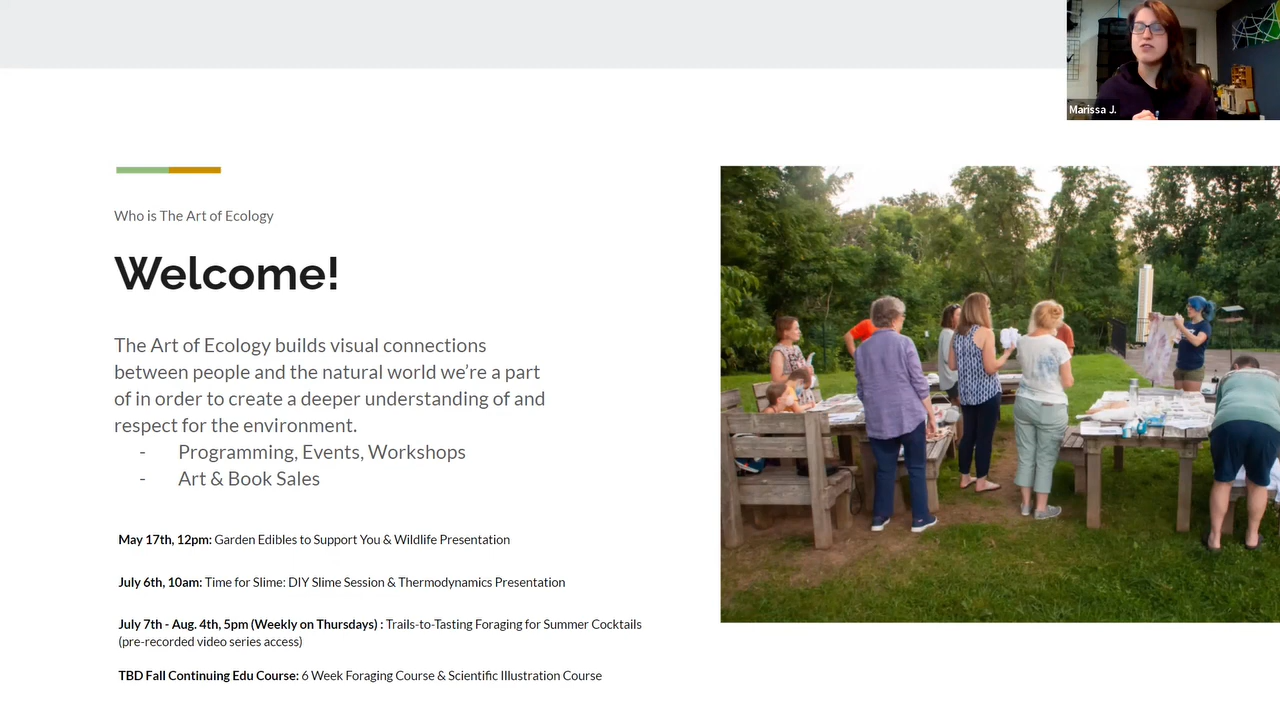 Marissa J.
Who is The Art of Ecology
Welcome!
The Art of Ecology builds visual connections
between people and the natural world we’re a part
of in order to create a deeper understanding of and
respect for the environment.
- Programming, Events, Workshops
- Art & Book Sales
May 17th, 12pm: Garden Edibles to Support You & Wildlife Presentation
July 6th, 10am: Time for Slime: DIY Slime Session & Thermodynamics Presentation
July 7th - Aug. 4th, 5pm (Weekly on Thursdays) : Trails-to-Tasting Foraging for Summer Cocktails
(pre-recorded video series access)
TBD Fall Continuing Edu Course: 6 Week Foraging Course & Scientific Illustration Course